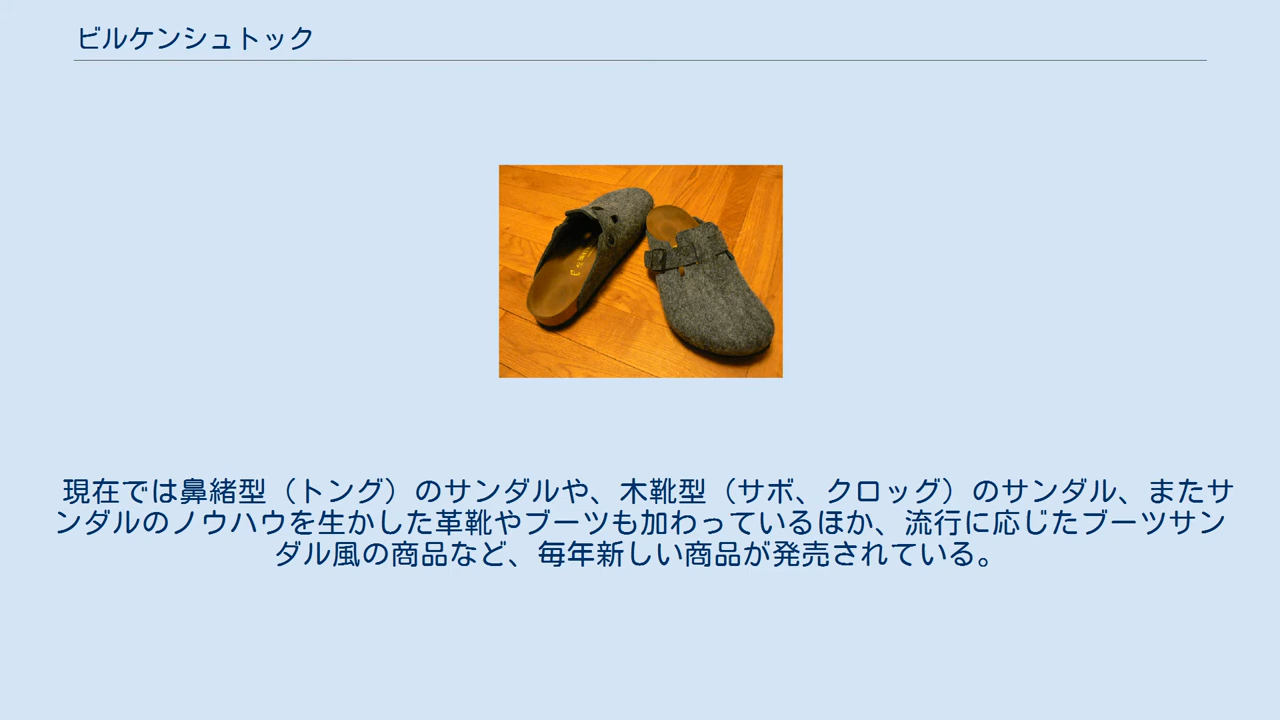 ビルケンシュトック
現在では鼻緒型（トング）のサンダルや、木靴型（サボ、クロッグ）のサンダル、またサ
ンダルのノウハウを生かした革靴やブーツも加わっているほか、流行に応じたブーツサン
ダル風の商品など、毎年新しい商品が発売されている。